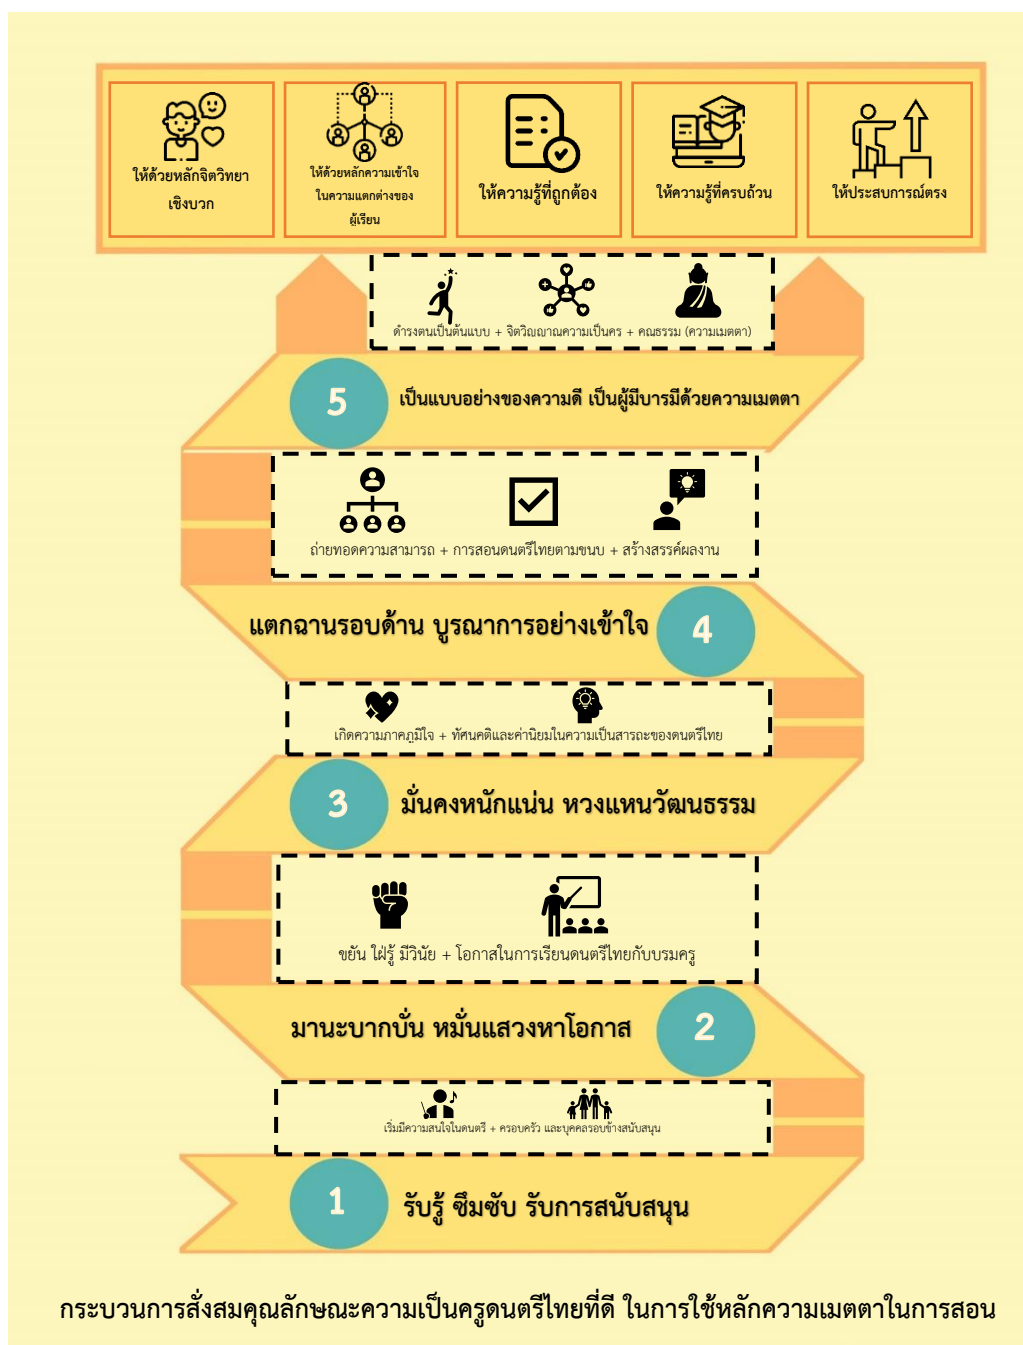 ให้ด้วยหลักจิตวิทยา
เชิงบวก
ให้ด้วยหลักความเข้าใจ
ในความแตกต่างของ
ผู้เรียน
ให้ความรู้ที่ถูกต้อง
ให้ความรู้ที่ครบถ้วน
ให้ประสบการณ์ตรง
ดำรงตนเป็นต้นแบบ + จิตวิญญาณความเป็นครู + คุณธรรม (ความเมตตา)
5
เป็นแบบอย่างของความดี เป็นผู้มีบารมีด้วยความเมตตา
ถ่ายทอดความสามารถ + การสอนดนตรีไทยตามขนบ + สร้างสรรค์ผลงาน
แตกฉานรอบด้าน บูรณาการอย่างเข้าใจ
4
เกิดความภาคภูมิใจ + ทัศนคติและค่านิยมในความเป็นสารถะของดนตรีไทย
3
มั่นคงหนักแน่น หวงแหนวัฒนธรรม
ขยัน ใฝ่รู้ มีวินัย + โอกาสในการเรียนดนตรีไทยกับบรมครู
มานะบากบั่น หมั่นแสวงหาโอกาส
2
เริ่มมีความสนใจในดนตรี + ครอบครัว และบุคคลรอบข้างสนับสนุน
1
รับรู้ ซึมซับ รับการสนับสนุน
กระบวนการสั่งสมคุณลักษณะความเป็นครูดนตรีไทยที่ดี ในการใช้หลักความเมตตาในการสอน